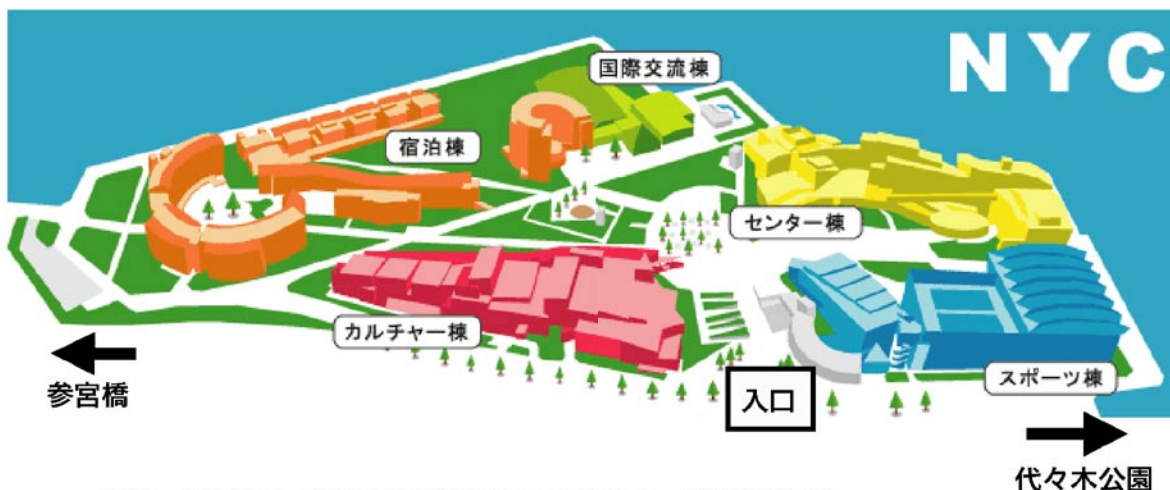 NYC
国際交流棟
宿泊棟
センター棟
カルチャー棟
スポーツ棟
入口
参宮橋
代々木公園